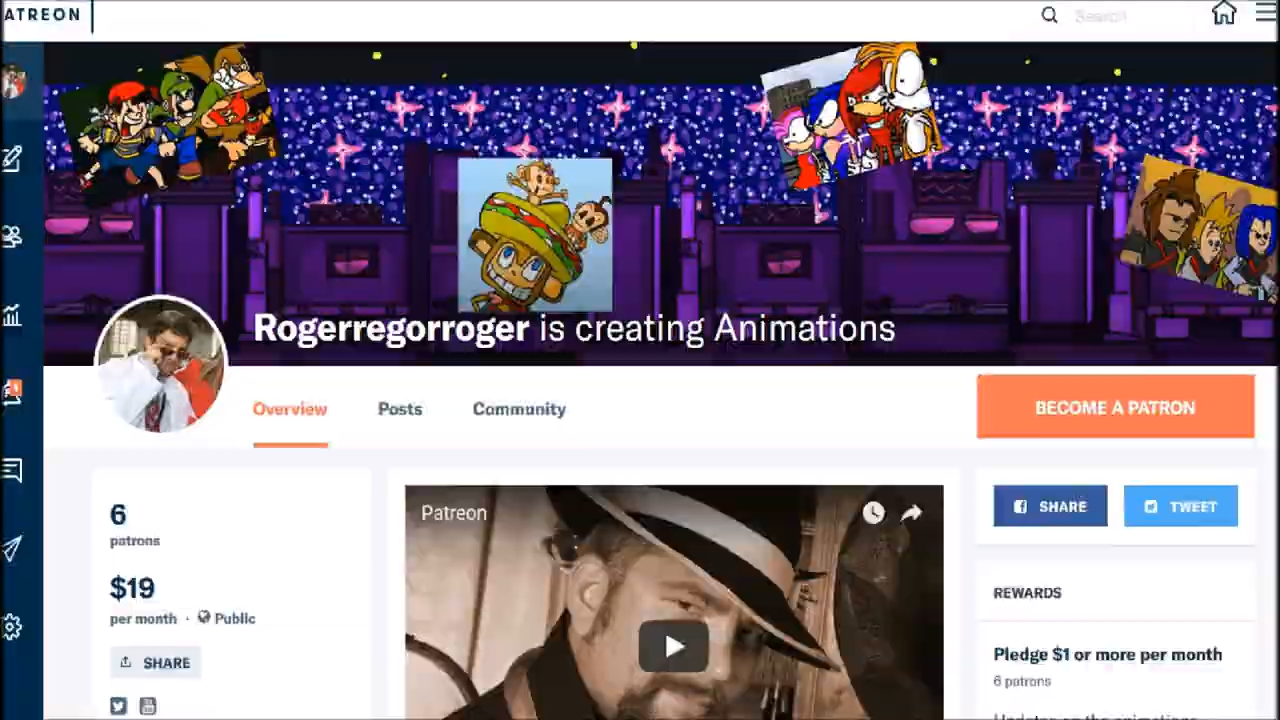 ATREON
Search
Rogerregorroger is creating Animations
Overview
Posts
Community
BECOME A PATRON
6
patrons
$19
per month · Public
SHARE
Patreon
SHARE
TWEET
REWARDS
Pledge $1 or more per month
6 patrons